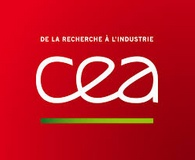 DE LA RECHERCHE À L'INDUSTRIE
cea